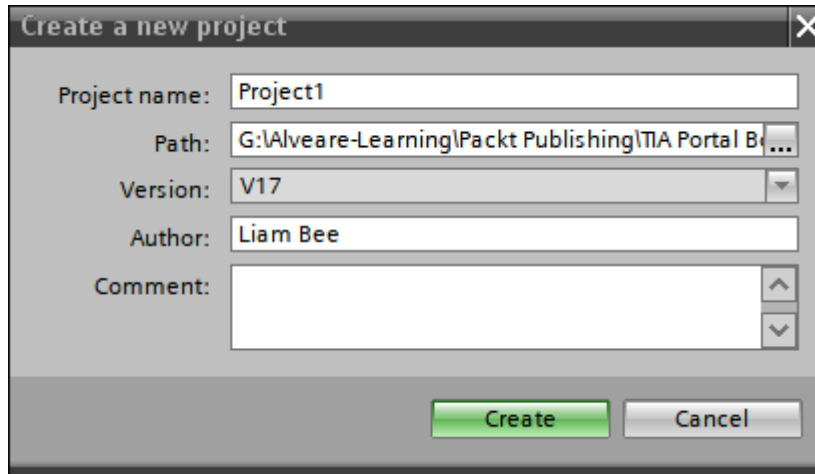 Create a new project
Project name: Project1
Path: G:\Alveare-Learning\Packt Publishing\TIA Portal ...
Version: V17
Author: Liam Bee
Comment:
Create Cancel